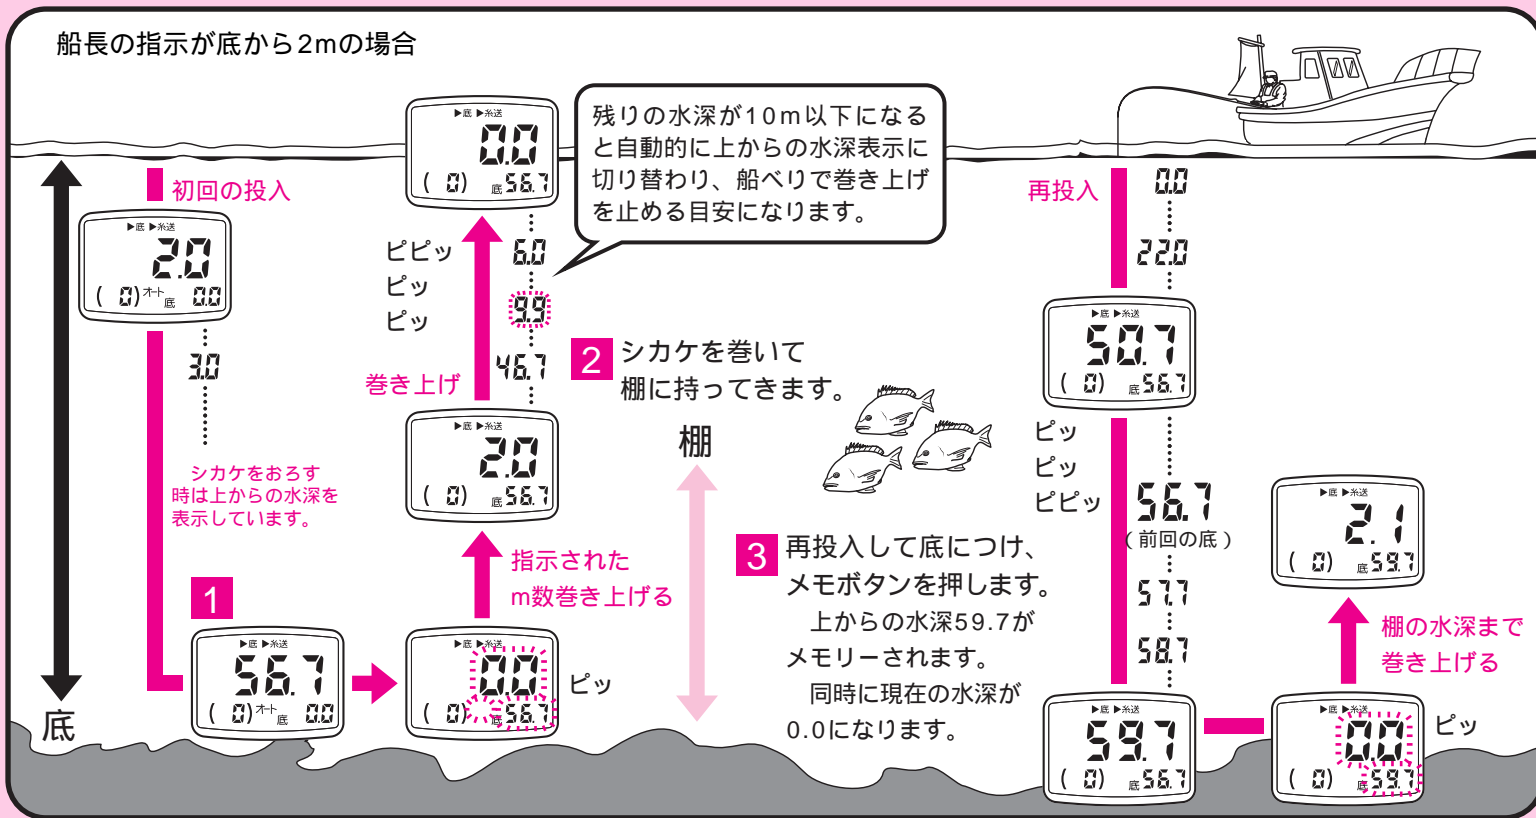 船長の指示が底から2mの場合
初回の投入
▶底 ▶糸送
2.0
( 0) オート 底 0.0
3.0
シカケをおろす
時は上からの水深を
表示しています。
1
▶底 ▶糸送
56.7
( 0) オート 底 0.0
▶底 ▶糸送
0.0
( 0) 底 56.7
ピッ
指示された
m数巻き上げる
▶底 ▶糸送
2.0
( 0) 底 56.7
巻き上げ
46.7
9.9
6.0
ピピッ
ピッ
ピッ
▶底 ▶糸送
0.0
( 0) 底 56.7
残りの水深が10m以下になる
と自動的に上からの水深表示に
切り替わり、船べりで巻き上げ
を止める目安になります。
2 シカケを巻いて
棚に持ってきます。
棚
3 再投入して底につけ、
メモボタンを押します。
上からの水深59.7が
メモリーされます。
同時に現在の水深が
0.0になります。
再投入
0.0
22.0
▶底 ▶糸送
50.7
( 0) 底 56.7
ピッ
ピッ
ピピッ
56.7
(前回の底)
57.7
58.7
▶底 ▶糸送
59.7
( 0) 底 56.7
▶底 ▶糸送
0.0
( 0) 底 59.7
ピッ
棚の水深まで
巻き上げる
▶底 ▶糸送
2.1
( 0) 底 59.7
底